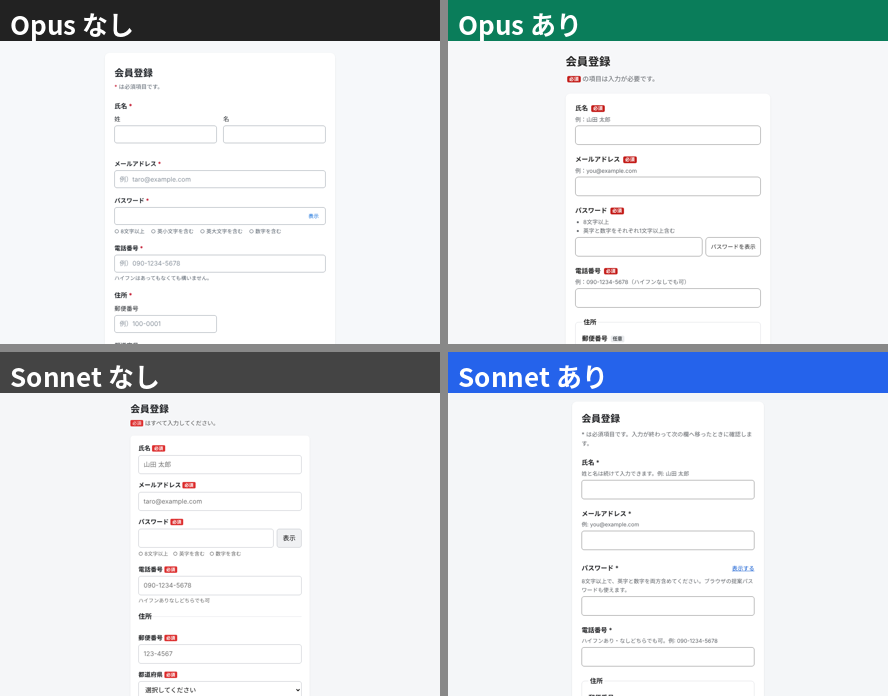 Opus なし
会員登録
* は必須項目です。
氏名 *
姓 名
メールアドレス *
例）taro@example.com
パスワード *
表示
8文字以上 英小文字を含む 英大文字を含む 数字を含む
電話番号 *
例）090-1234-5678
ハイフンはあってもなくても構いません。
住所 *
郵便番号
例）100-0001
Opus あり
会員登録
必須 の項目は入力が必要です。
氏名 必須
例：山田 太郎
メールアドレス 必須
例：you@example.com
パスワード 必須
• 8文字以上
• 英字と数字をそれぞれ1文字以上含む
パスワードを表示
電話番号 必須
例：090-1234-5678（ハイフンなしでも可）
住所
郵便番号 任意
Sonnet なし
会員登録
必須 はすべて入力してください。
氏名 必須
山田 太郎
メールアドレス 必須
taro@example.com
パスワード 必須
表示
8文字以上 英字を含む 数字を含む
電話番号 必須
090-1234-5678
ハイフンありなしどちらでも可
住所
郵便番号 必須
123-4567
都道府県 必須
選択してください
Sonnet あり
会員登録
* は必須項目です。入力が終わって次の欄へ移ったときに確認しま
す。
氏名 *
姓と名は続けて入力できます。例: 山田 太郎
メールアドレス *
例: you@example.com
パスワード * 表示する
8文字以上で、英字と数字を両方含めてください。ブラウザの提案パス
ワードも使えます。
電話番号 *
ハイフンあり・なしどちらでも可。例: 090-1234-5678
住所